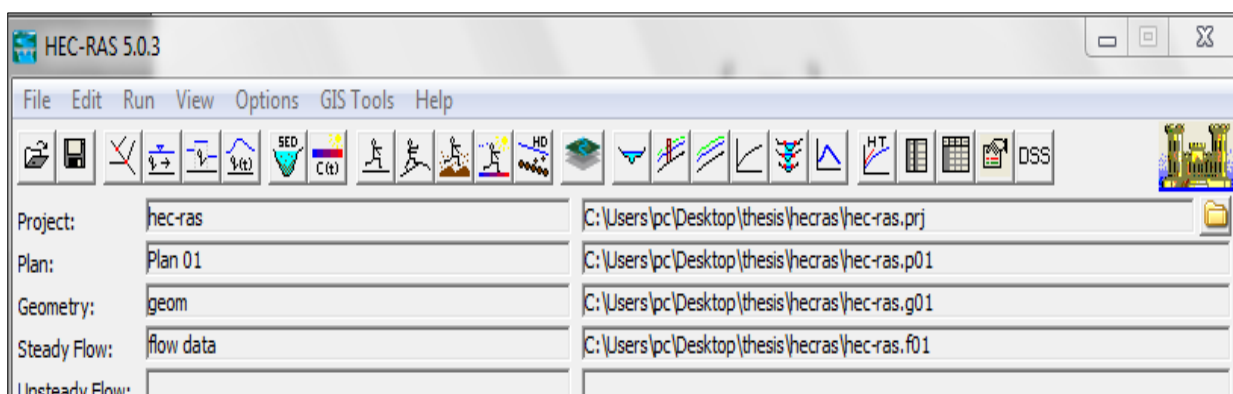 HEC-RAS 5.0.3
File Edit Run View Options GIS Tools Help
SED C(t) HD HT DSS
Project: hec-ras C:\Users\pc\Desktop\thesis\hecras\hec-ras.prj
Plan: Plan 01 C:\Users\pc\Desktop\thesis\hecras\hec-ras.p01
Geometry: geom C:\Users\pc\Desktop\thesis\hecras\hec-ras.g01
Steady Flow: flow data C:\Users\pc\Desktop\thesis\hecras\hec-ras.f01
Unsteady Flow: